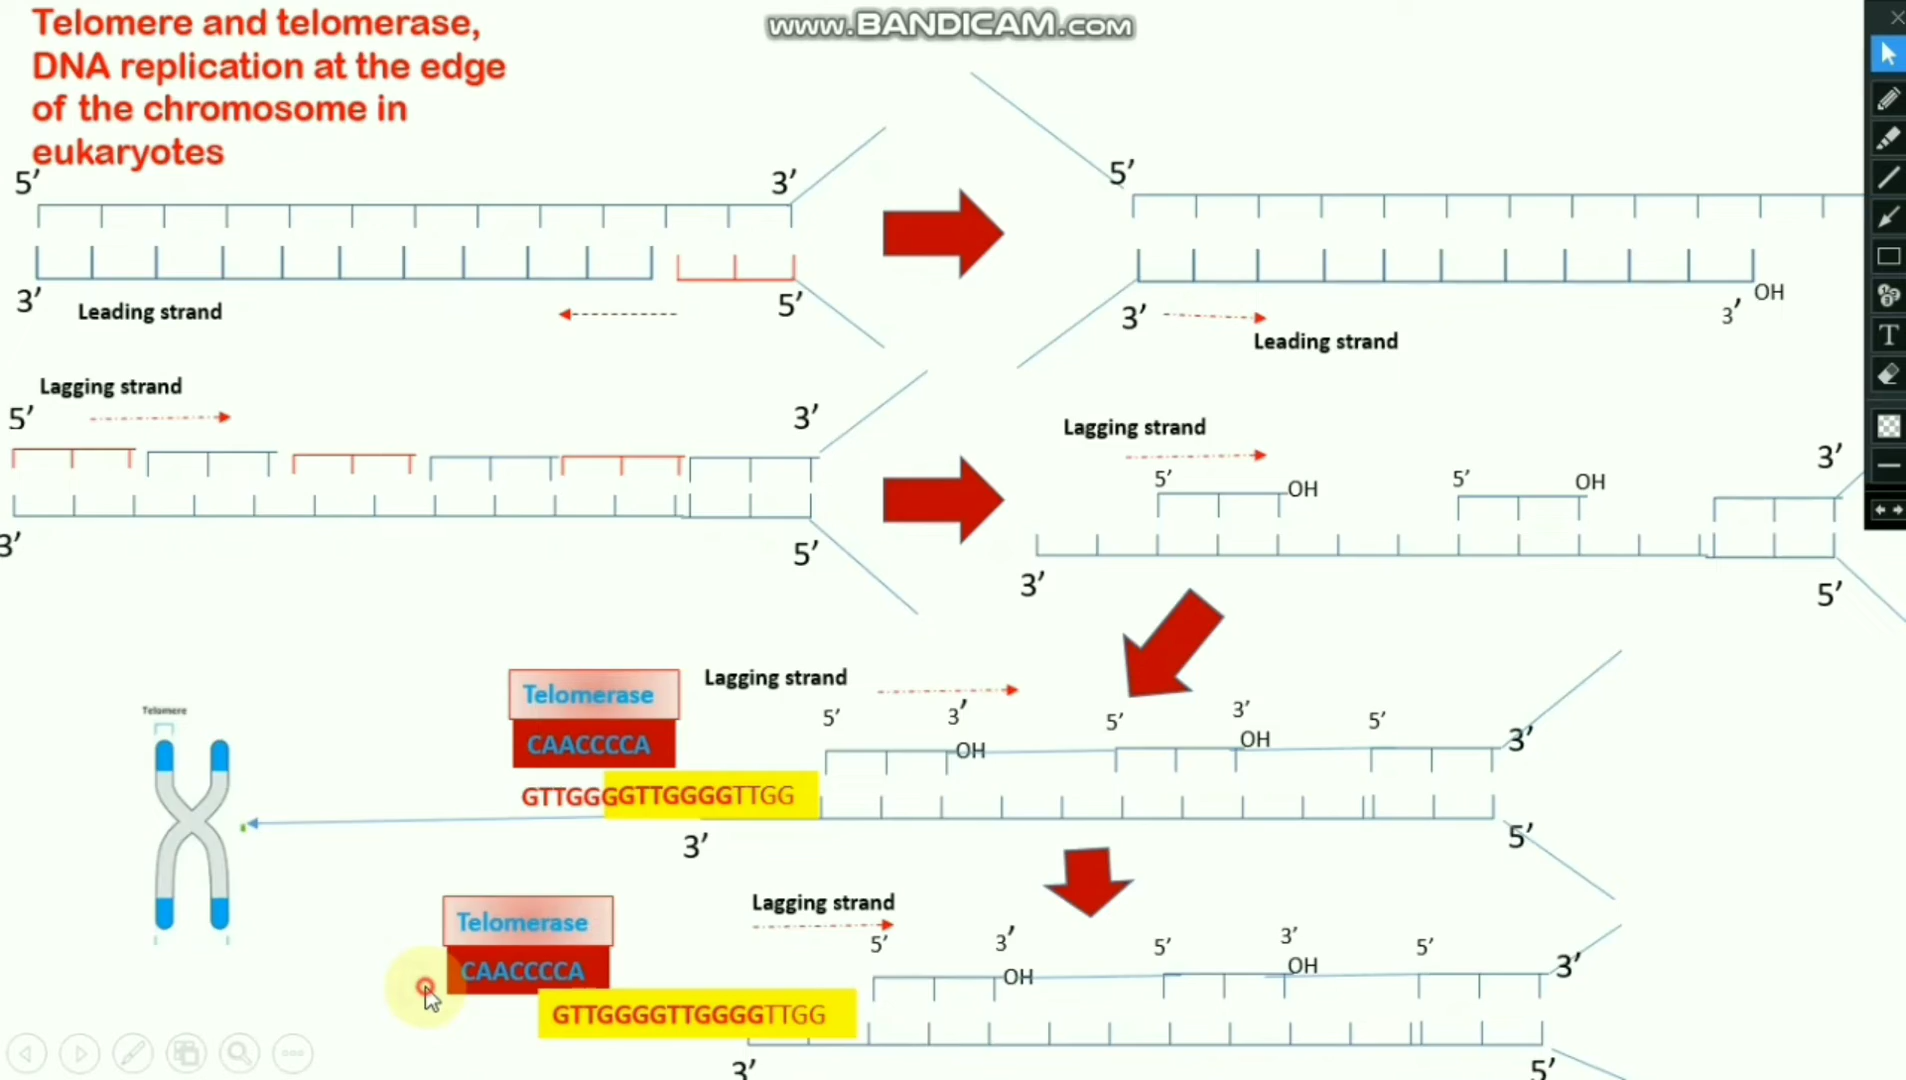 www.BANDICAM.com
Telomere and telomerase,
DNA replication at the edge
of the chromosome in
eukaryotes
5’
3’
3’
Leading strand
5’
5’
OH
3’
3’
Leading strand
Lagging strand
5’
3’
3’
5’
Lagging strand
5’
OH
5’
OH
3’
3’
5’
Telomere
Telomerase
CAACCCCA
GTTGGGGTTGGGGTTGG
3’
Lagging strand
5’
3’
OH
5’
3’
OH
5’
3’
5’
Telomerase
CAACCCCA
GTTGGGGTTGGGGTTGG
3’
Lagging strand
5’
3’
OH
5’
3’
OH
5’
3’
5’
T